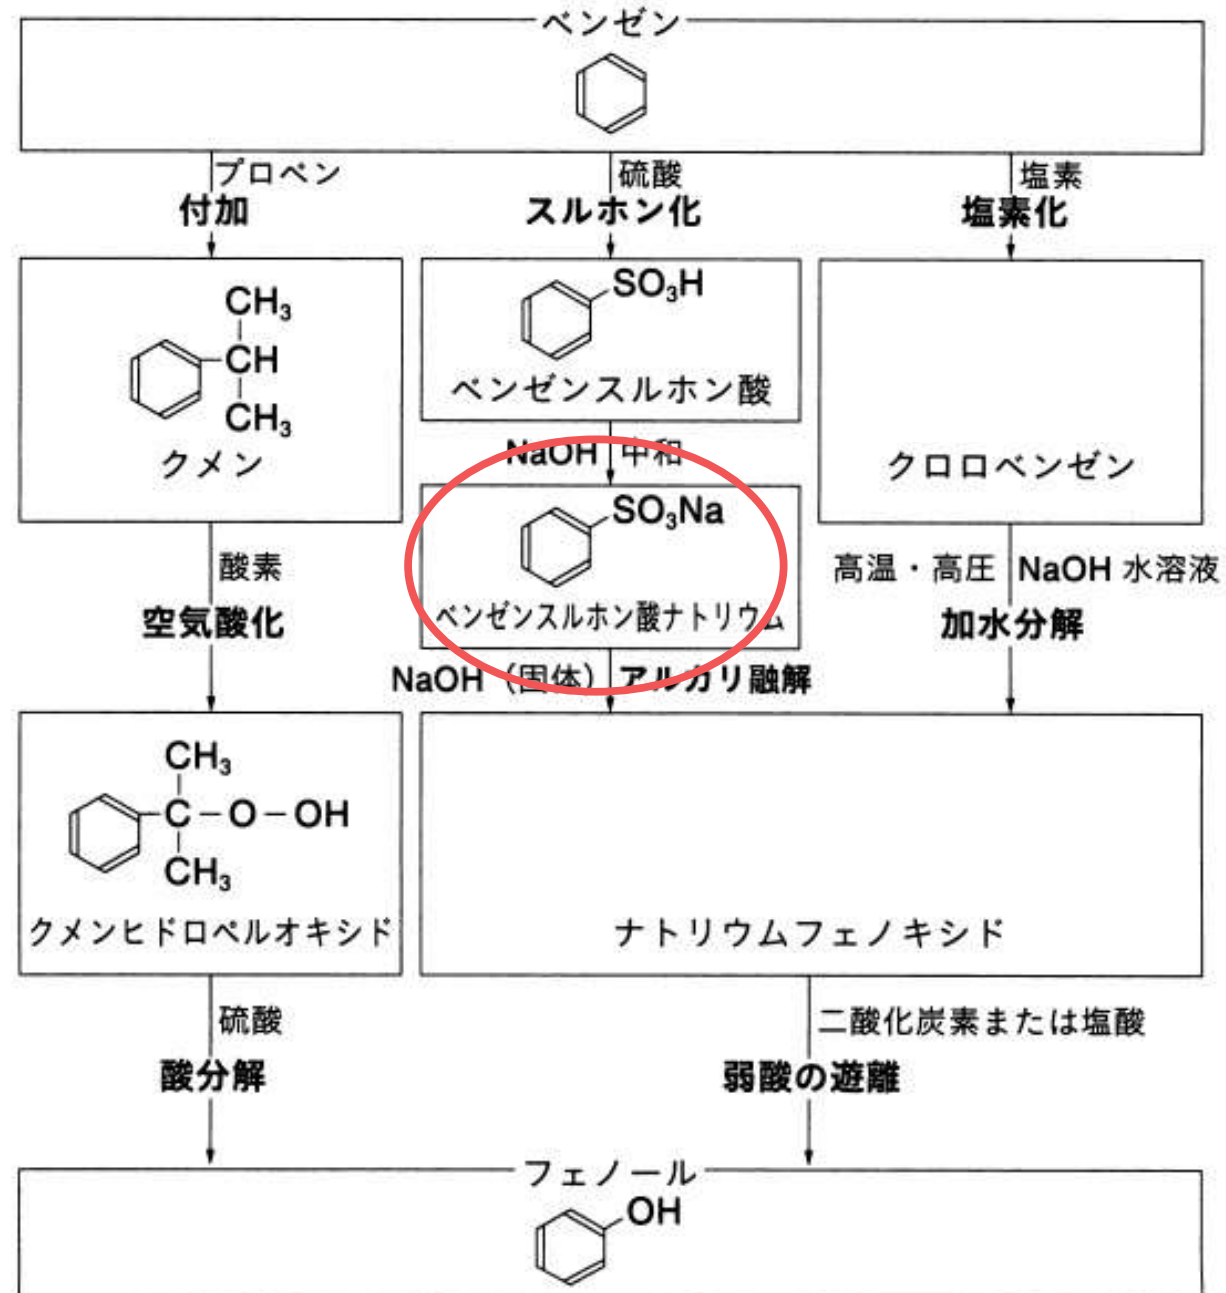 ベンゼン
プロペン
付加
硫酸
スルホン化
塩素
塩素化
CH₃
CH
CH₃
クメン
SO₃H
ベンゼンスルホン酸
NaOH 中和
SO₃Na
ベンゼンスルホン酸ナトリウム
クロロベンゼン
酸素
空気酸化
NaOH（固体） アルカリ融解
高温・高圧 NaOH 水溶液
加水分解
CH₃
C－O－OH
CH₃
クメンヒドロペルオキシド
ナトリウムフェノキシド
硫酸
酸分解
二酸化炭素または塩酸
弱酸の遊離
フェノール
OH